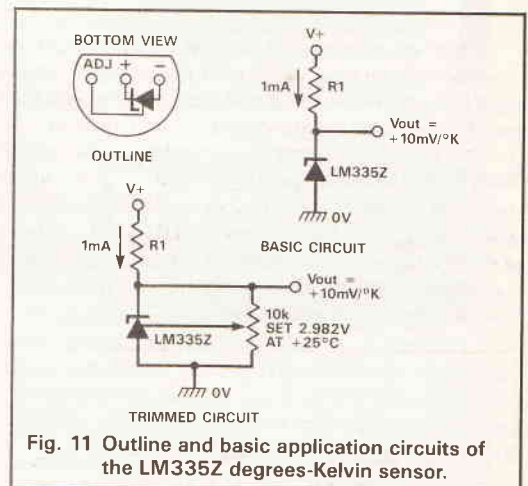 BOTTOM VIEW
ADJ + −
OUTLINE
V+
1mA R1
Vout =
+10mV/°K
LM335Z
0V
BASIC CIRCUIT
V+
1mA R1
Vout =
+10mV/°K
10k
SET 2.982V
AT +25°C
LM335Z
0V
TRIMMED CIRCUIT
Fig. 11 Outline and basic application circuits of
the LM335Z degrees-Kelvin sensor.